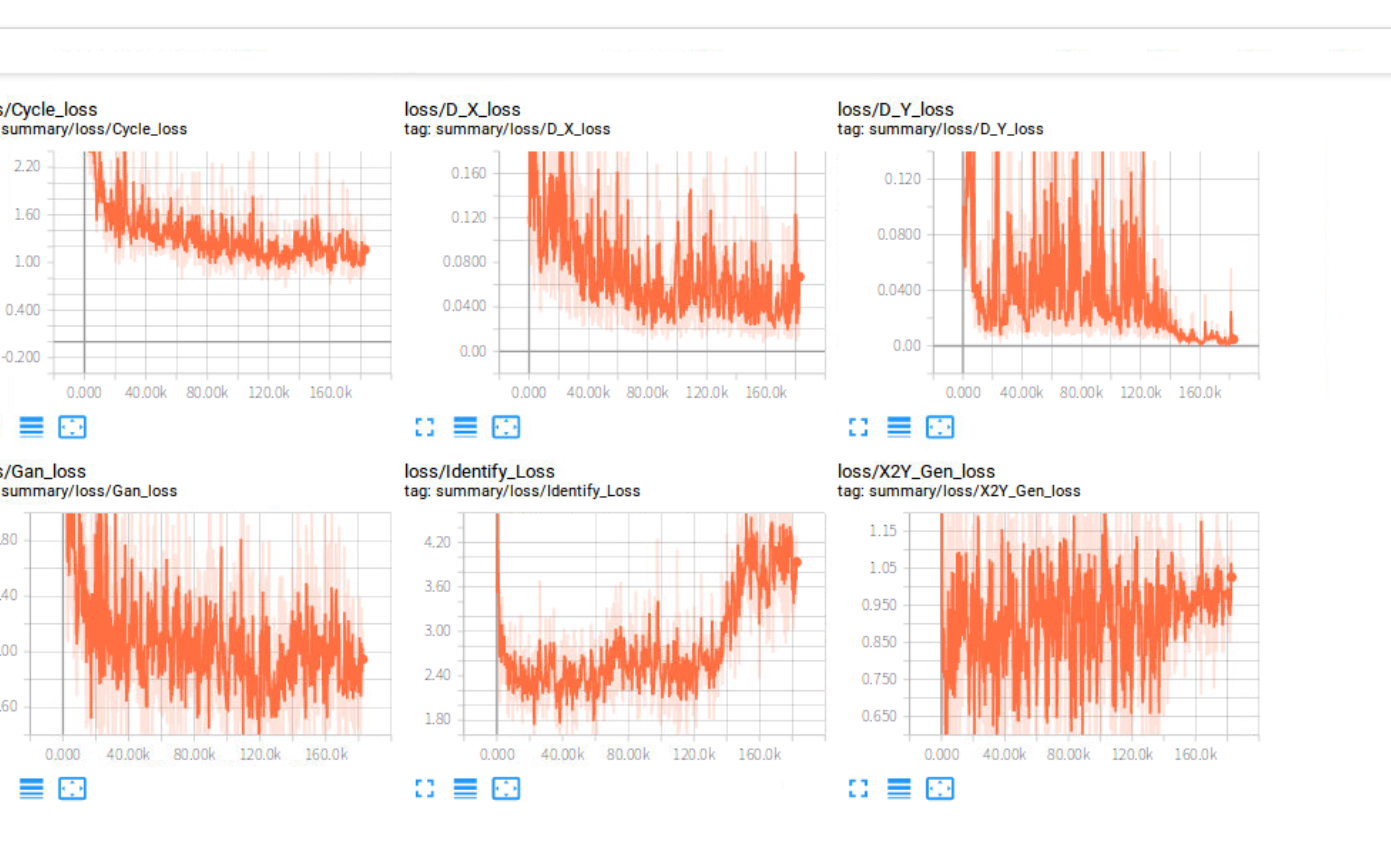 s/Cycle_loss
summary/loss/Cycle_loss
2.20
1.60
1.00
0.400
-0.200
0.000 40.00k 80.00k 120.0k 160.0k
loss/D_X_loss
tag: summary/loss/D_X_loss
0.160
0.120
0.0800
0.0400
0.00
0.000 40.00k 80.00k 120.0k 160.0k
loss/D_Y_loss
tag: summary/loss/D_Y_loss
0.120
0.0800
0.0400
0.00
0.000 40.00k 80.00k 120.0k 160.0k
s/Gan_loss
summary/loss/Gan_loss
.80
.40
.00
.60
0.000 40.00k 80.00k 120.0k 160.0k
loss/Identify_Loss
tag: summary/loss/Identify_Loss
4.20
3.60
3.00
2.40
1.80
0.000 40.00k 80.00k 120.0k 160.0k
loss/X2Y_Gen_loss
tag: summary/loss/X2Y_Gen_loss
1.15
1.05
0.950
0.850
0.750
0.650
0.000 40.00k 80.00k 120.0k 160.0k